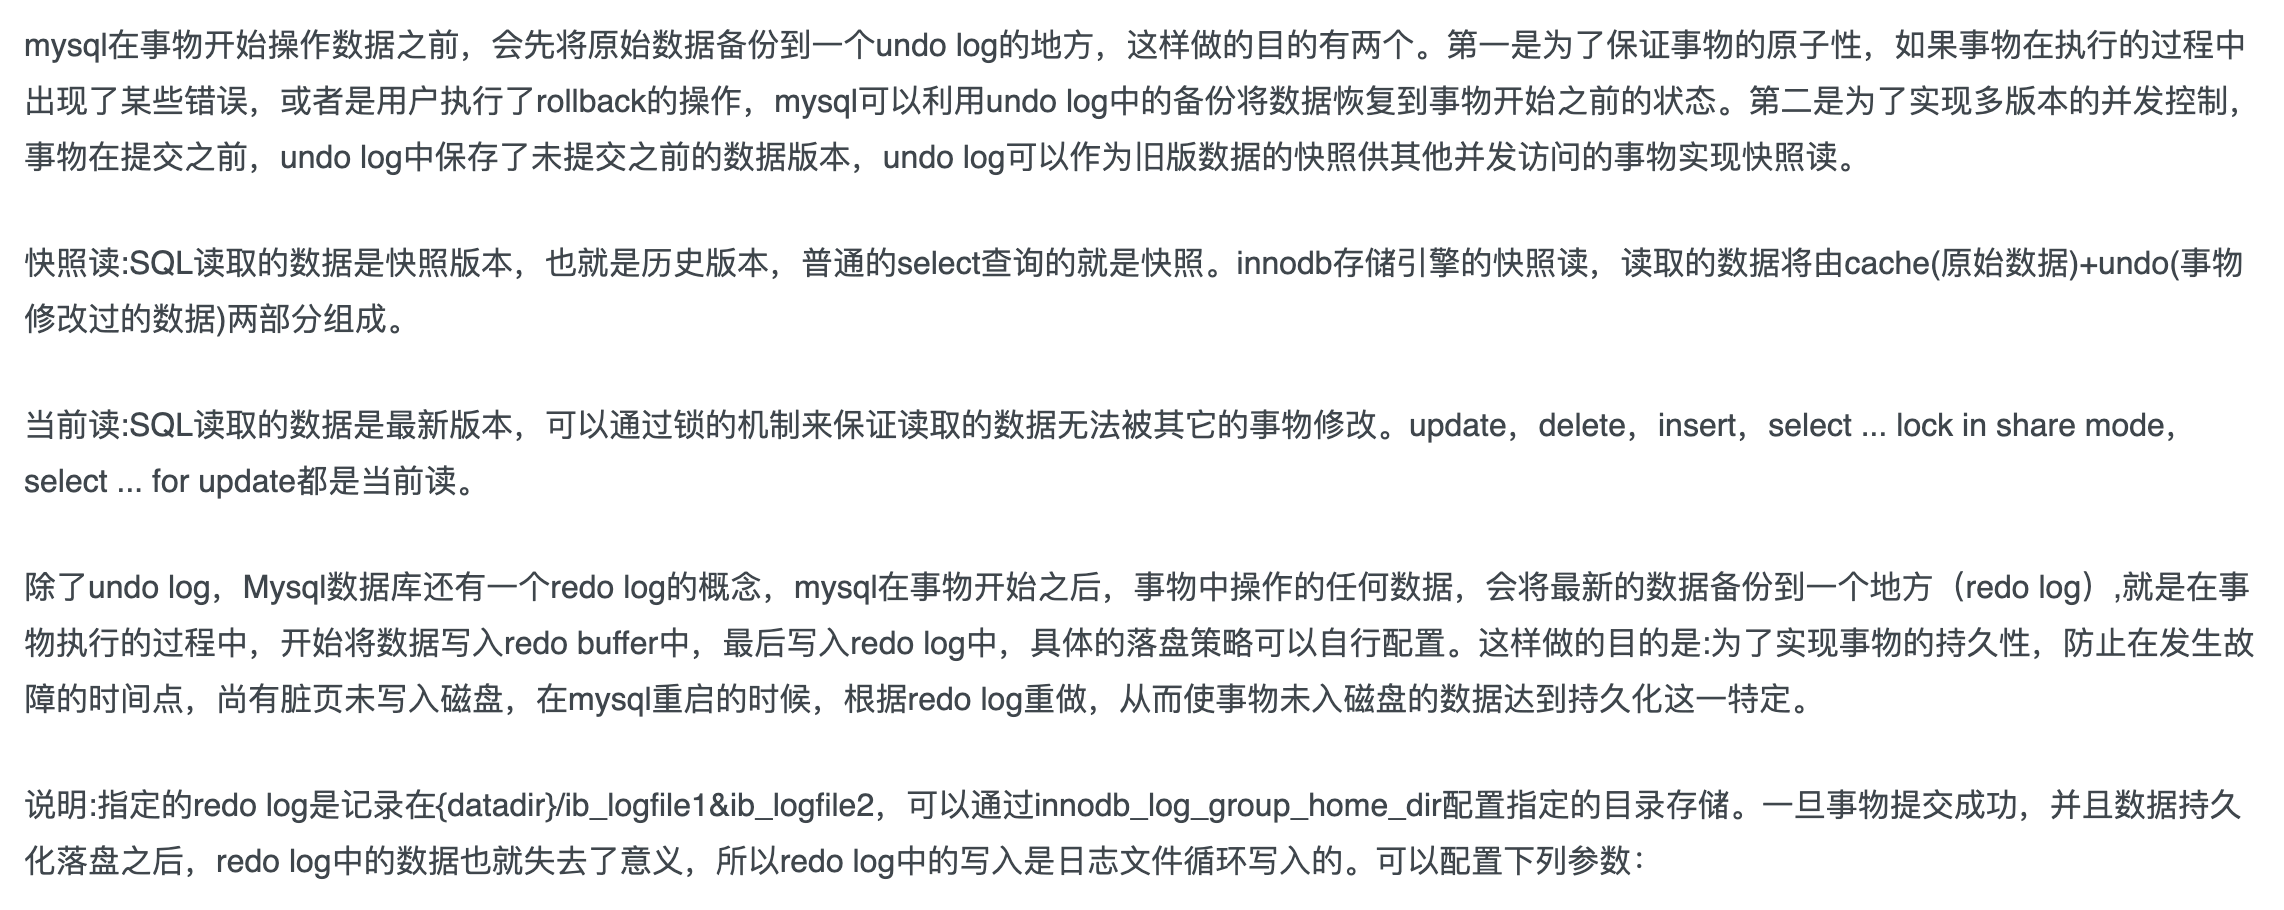 mysql在事物开始操作数据之前，会先将原始数据备份到一个undo log的地方，这样做的目的有两个。第一是为了保证事物的原子性，如果事物在执行的过程中
出现了某些错误，或者是用户执行了rollback的操作，mysql可以利用undo log中的备份将数据恢复到事物开始之前的状态。第二是为了实现多版本的并发控制，
事物在提交之前，undo log中保存了未提交之前的数据版本，undo log可以作为旧版数据的快照供其他并发访问的事物实现快照读。
快照读:SQL读取的数据是快照版本，也就是历史版本，普通的select查询的就是快照。innodb存储引擎的快照读，读取的数据将由cache(原始数据)+undo(事物
修改过的数据)两部分组成。
当前读:SQL读取的数据是最新版本，可以通过锁的机制来保证读取的数据无法被其它的事物修改。update，delete，insert，select ... lock in share mode，
select ... for update都是当前读。
除了undo log，Mysql数据库还有一个redo log的概念，mysql在事物开始之后，事物中操作的任何数据，会将最新的数据备份到一个地方（redo log）,就是在事
物执行的过程中，开始将数据写入redo buffer中，最后写入redo log中，具体的落盘策略可以自行配置。这样做的目的是:为了实现事物的持久性，防止在发生故
障的时间点，尚有脏页未写入磁盘，在mysql重启的时候，根据redo log重做，从而使事物未入磁盘的数据达到持久化这一特定。
说明:指定的redo log是记录在{datadir}/ib_logfile1&ib_logfile2，可以通过innodb_log_group_home_dir配置指定的目录存储。一旦事物提交成功，并且数据持久
化落盘之后，redo log中的数据也就失去了意义，所以redo log中的写入是日志文件循环写入的。可以配置下列参数：